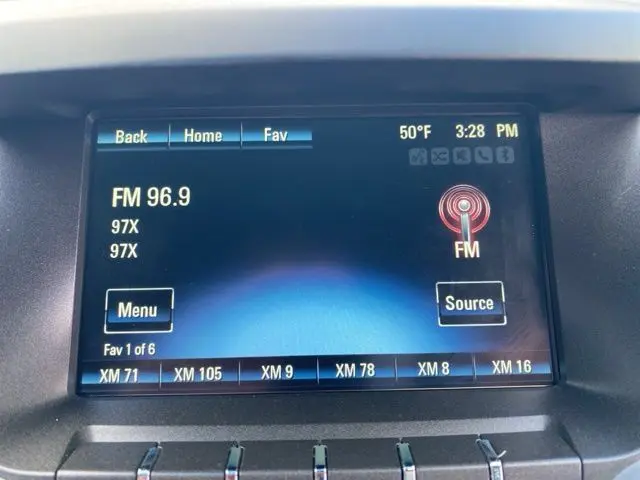 Back Home Fav 50°F 3:28 PM
FM 96.9
97X
97X
FM
Menu Source
Fav 1 of 6
XM 71 XM 105 XM 9 XM 78 XM 8 XM 16